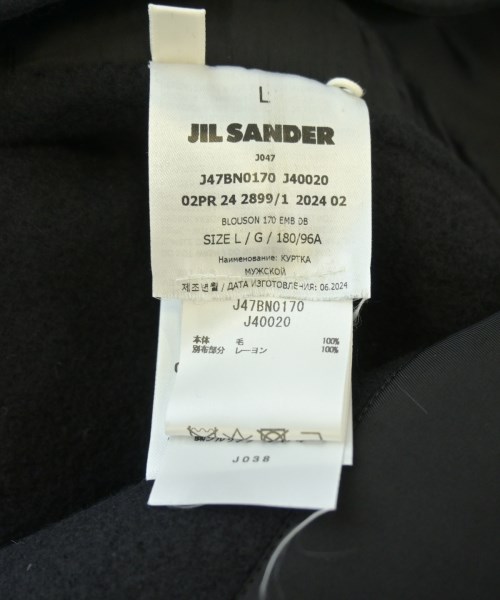 L
JIL SANDER
J047
J47BN0170 J40020
02PR 24 2899/1 2024 02
BLOUSON 170 EMB DB
SIZE L / G / 180/96A
Наименование: КУРТКА
МУЖСКОЙ
제조년월 / ДАТА ИЗГОТОВЛЕНИЯ: 06.2024
J47BN0170
J40020
本体 毛 100%
別布部分 レーヨン 100%
J038